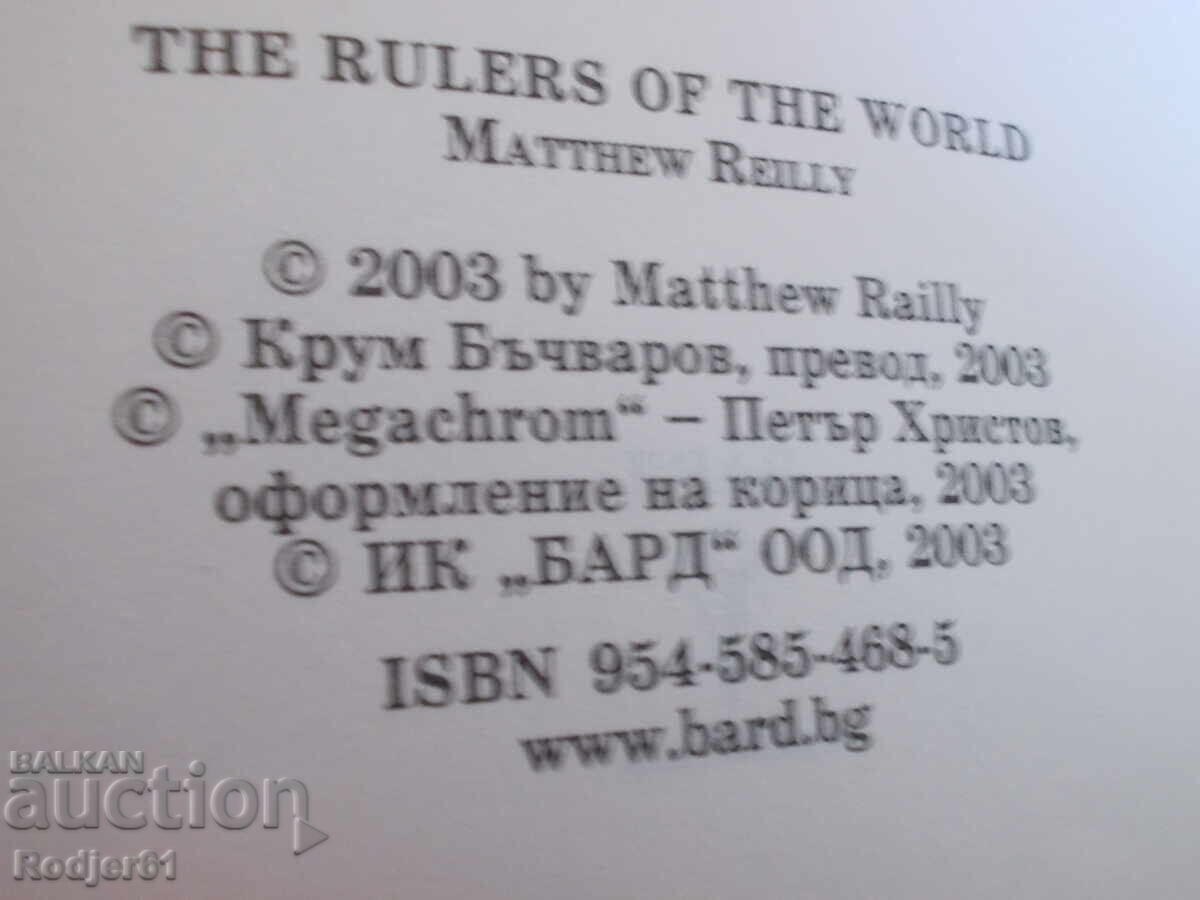 THE RULERS OF THE WORLD
MATTHEW REILLY
© 2003 by Matthew Railly
© Крум Бъчваров, превод, 2003
© „Megachrom“ – Петър Христов,
оформление на корица, 2003
© ИК „БАРД“ ООД, 2003
ISBN 954-585-468-5
www.bard.bg
BALKAN
auction
Rodjer61